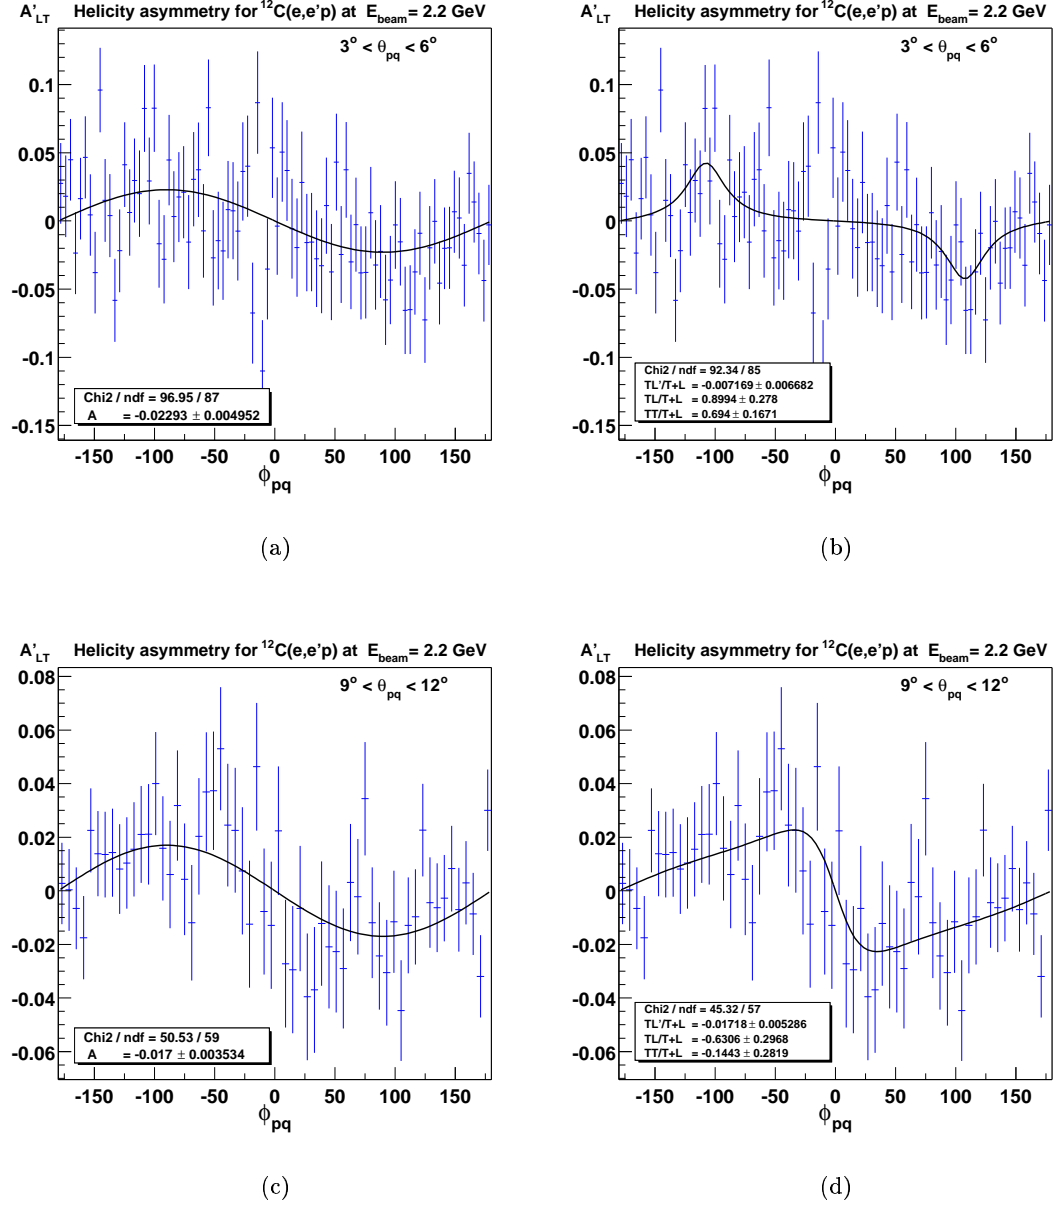 A'LT Helicity asymmetry for 12C(e,e'p) at Ebeam= 2.2 GeV
3o < θpq < 6o
0.1
0.05
0
-0.05
-0.1
-0.15
Chi2 / ndf = 96.95 / 87
A = -0.02293 ± 0.004952
-150 -100 -50 0 50 100 150
ϕpq
(a)
A'LT Helicity asymmetry for 12C(e,e'p) at Ebeam= 2.2 GeV
3o < θpq < 6o
0.1
0.05
0
-0.05
-0.1
-0.15
Chi2 / ndf = 92.34 / 85
TL'/T+L = -0.007169 ± 0.006682
TL/T+L = 0.8994 ± 0.278
TT/T+L = 0.694 ± 0.1671
-150 -100 -50 0 50 100 150
ϕpq
(b)
A'LT Helicity asymmetry for 12C(e,e'p) at Ebeam= 2.2 GeV
9o < θpq < 12o
0.08
0.06
0.04
0.02
0
-0.02
-0.04
-0.06
Chi2 / ndf = 50.53 / 59
A = -0.017 ± 0.003534
-150 -100 -50 0 50 100 150
ϕpq
(c)
A'LT Helicity asymmetry for 12C(e,e'p) at Ebeam= 2.2 GeV
9o < θpq < 12o
0.08
0.06
0.04
0.02
0
-0.02
-0.04
-0.06
Chi2 / ndf = 45.32 / 57
TL'/T+L = -0.01718 ± 0.005286
TL/T+L = -0.6306 ± 0.2968
TT/T+L = -0.1443 ± 0.2819
-150 -100 -50 0 50 100 150
ϕpq
(d)